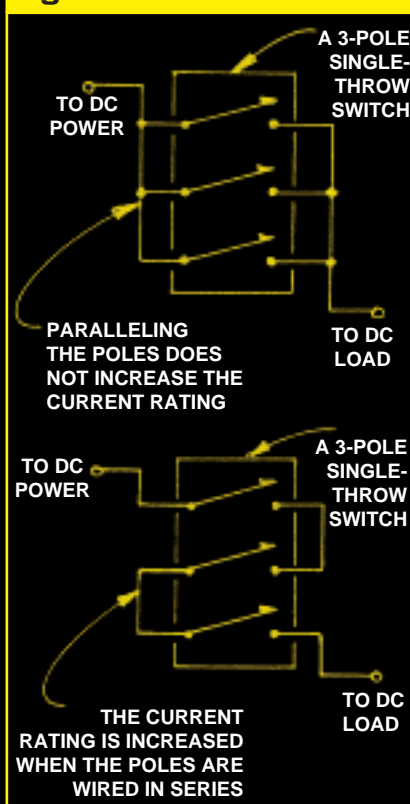 A 3-POLE
SINGLE-
THROW
SWITCH
TO DC
POWER
PARALLELING
THE POLES DOES
NOT INCREASE THE
CURRENT RATING
TO DC
LOAD
A 3-POLE
SINGLE-
THROW
SWITCH
TO DC
POWER
THE CURRENT
RATING IS INCREASED
WHEN THE POLES ARE
WIRED IN SERIES
TO DC
LOAD